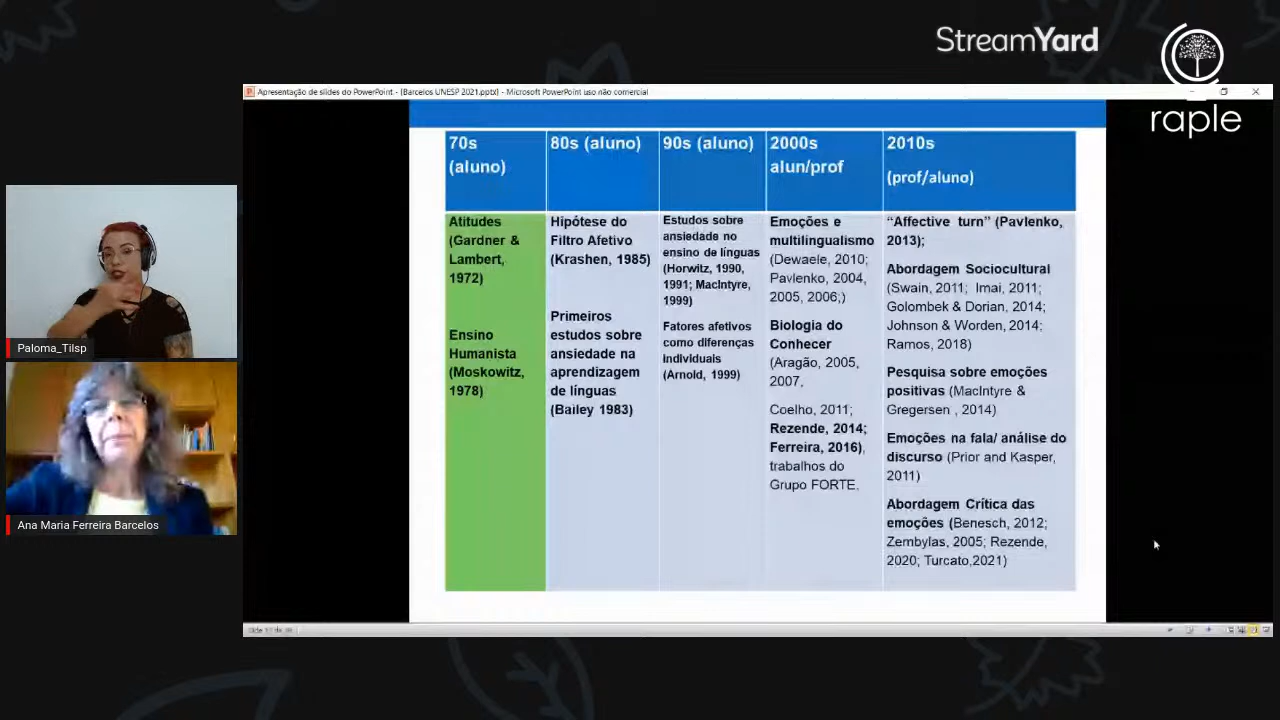 StreamYard
raple
Apresentação de slides do PowerPoint - [Barcelos UNESP 2021.pptx] - Microsoft PowerPoint uso não comercial
70s
(aluno)
80s (aluno)
90s (aluno)
2000s
alun/prof
2010s
(prof/aluno)
Atitudes
(Gardner &
Lambert,
1972)
Ensino
Humanista
(Moskowitz,
1978)
Hipótese do
Filtro Afetivo
(Krashen, 1985)
Primeiros
estudos sobre
ansiedade na
aprendizagem
de línguas
(Bailey 1983)
Estudos sobre
ansiedade no
ensino de línguas
(Horwitz, 1990,
1991; MacIntyre,
1999)
Fatores afetivos
como diferenças
individuais
(Arnold, 1999)
Emoções e
multilingualismo
(Dewaele, 2010;
Pavlenko, 2004,
2005, 2006;)
Biologia do
Conhecer
(Aragão, 2005,
2007,
Coelho, 2011;
Rezende, 2014;
Ferreira, 2016),
trabalhos do
Grupo FORTE.
“Affective turn” (Pavlenko,
2013);
Abordagem Sociocultural
(Swain, 2011; Imai, 2011;
Golombek & Dorian, 2014;
Johnson & Worden, 2014;
Ramos, 2018)
Pesquisa sobre emoções
positivas (MacIntyre &
Gregersen , 2014)
Emoções na fala/ análise do
discurso (Prior and Kasper,
2011)
Abordagem Crítica das
emoções (Benesch, 2012;
Zembylas, 2005; Rezende,
2020; Turcato,2021)
Paloma_Tilsp
Ana Maria Ferreira Barcelos